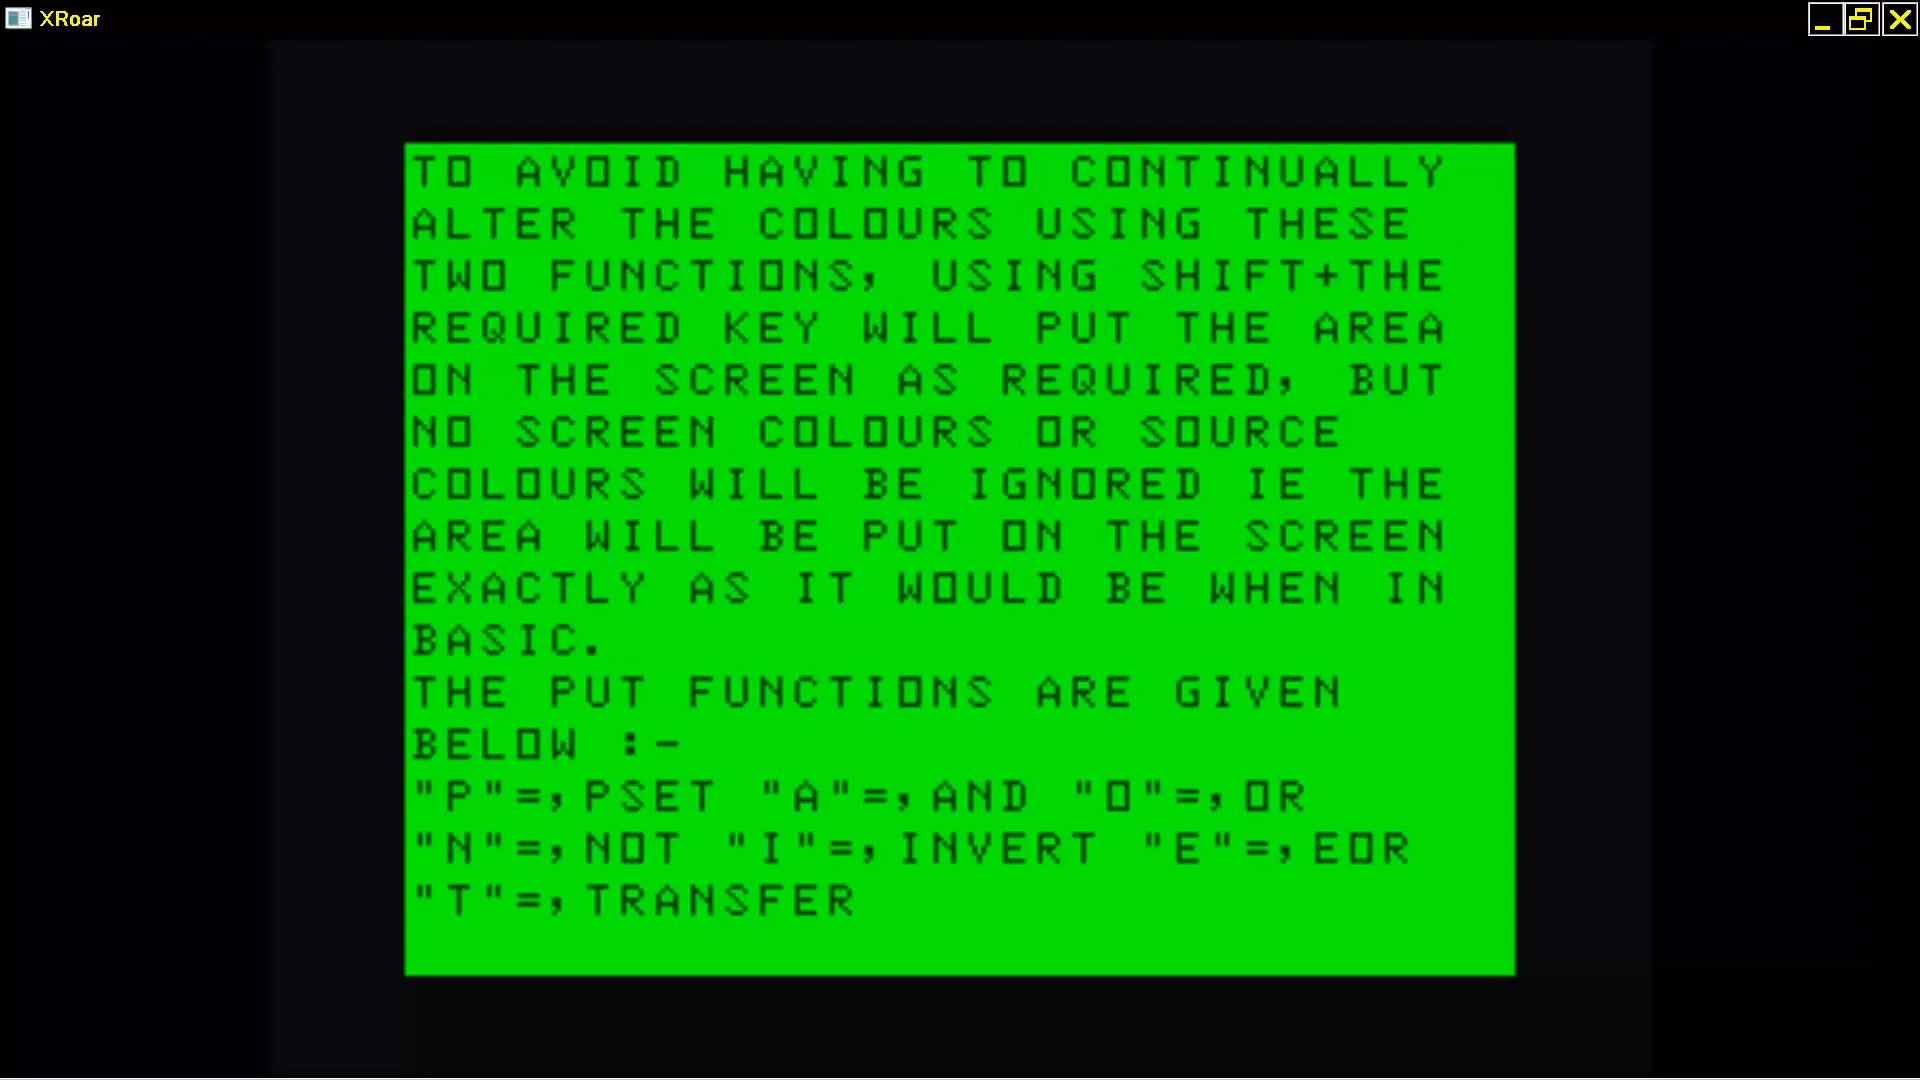 XRoar
TO AVOID HAVING TO CONTINUALLY
ALTER THE COLOURS USING THESE
TWO FUNCTIONS, USING SHIFT+THE
REQUIRED KEY WILL PUT THE AREA
ON THE SCREEN AS REQUIRED, BUT
NO SCREEN COLOURS OR SOURCE
COLOURS WILL BE IGNORED IE THE
AREA WILL BE PUT ON THE SCREEN
EXACTLY AS IT WOULD BE WHEN IN
BASIC.
THE PUT FUNCTIONS ARE GIVEN
BELOW :-
"P"=,PSET "A"=,AND "O"=,OR
"N"=,NOT "I"=,INVERT "E"=,EOR
"T"=,TRANSFER